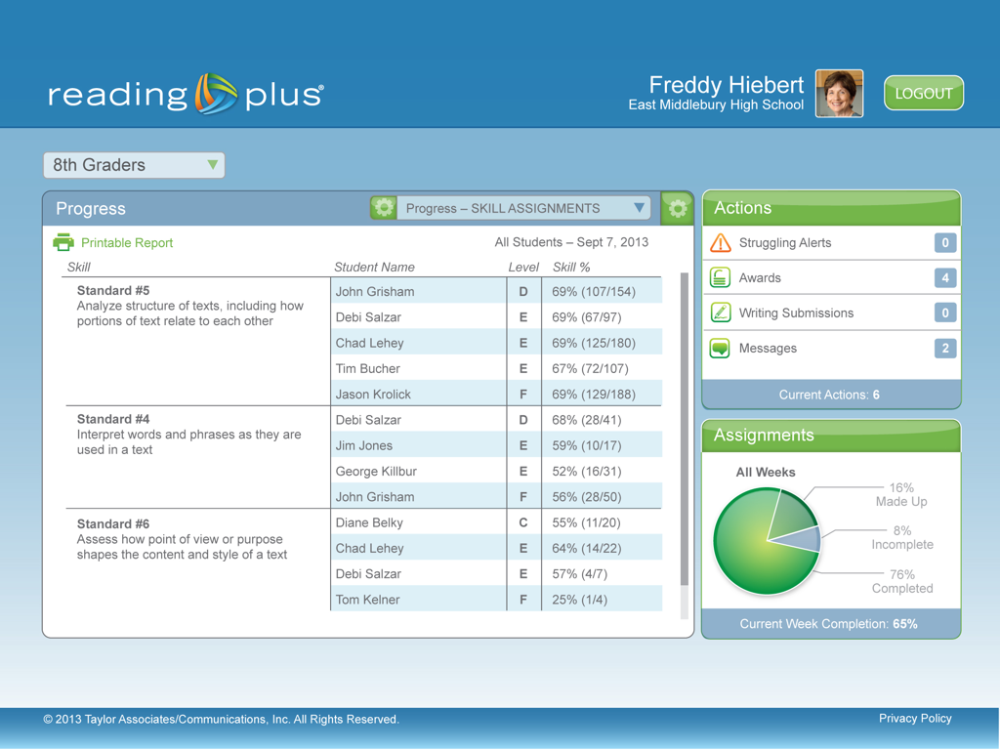 reading plus®
Freddy Hiebert
East Middlebury High School
LOGOUT
8th Graders
Progress
Progress – SKILL ASSIGNMENTS
Printable Report
All Students – Sept 7, 2013
Skill Student Name Level Skill %
Standard #5
Analyze structure of texts, including how
portions of text relate to each other
John Grisham D 69% (107/154)
Debi Salzar E 69% (67/97)
Chad Lehey E 69% (125/180)
Tim Bucher E 67% (72/107)
Jason Krolick F 69% (129/188)
Standard #4
Interpret words and phrases as they are
used in a text
Debi Salzar D 68% (28/41)
Jim Jones E 59% (10/17)
George Killbur E 52% (16/31)
John Grisham F 56% (28/50)
Standard #6
Assess how point of view or purpose
shapes the content and style of a text
Diane Belky C 55% (11/20)
Chad Lehey E 64% (14/22)
Debi Salzar E 57% (4/7)
Tom Kelner F 25% (1/4)
Actions
Struggling Alerts 0
Awards 4
Writing Submissions 0
Messages 2
Current Actions: 6
Assignments
All Weeks
16%
Made Up
8%
Incomplete
76%
Completed
Current Week Completion: 65%
© 2013 Taylor Associates/Communications, Inc. All Rights Reserved.
Privacy Policy